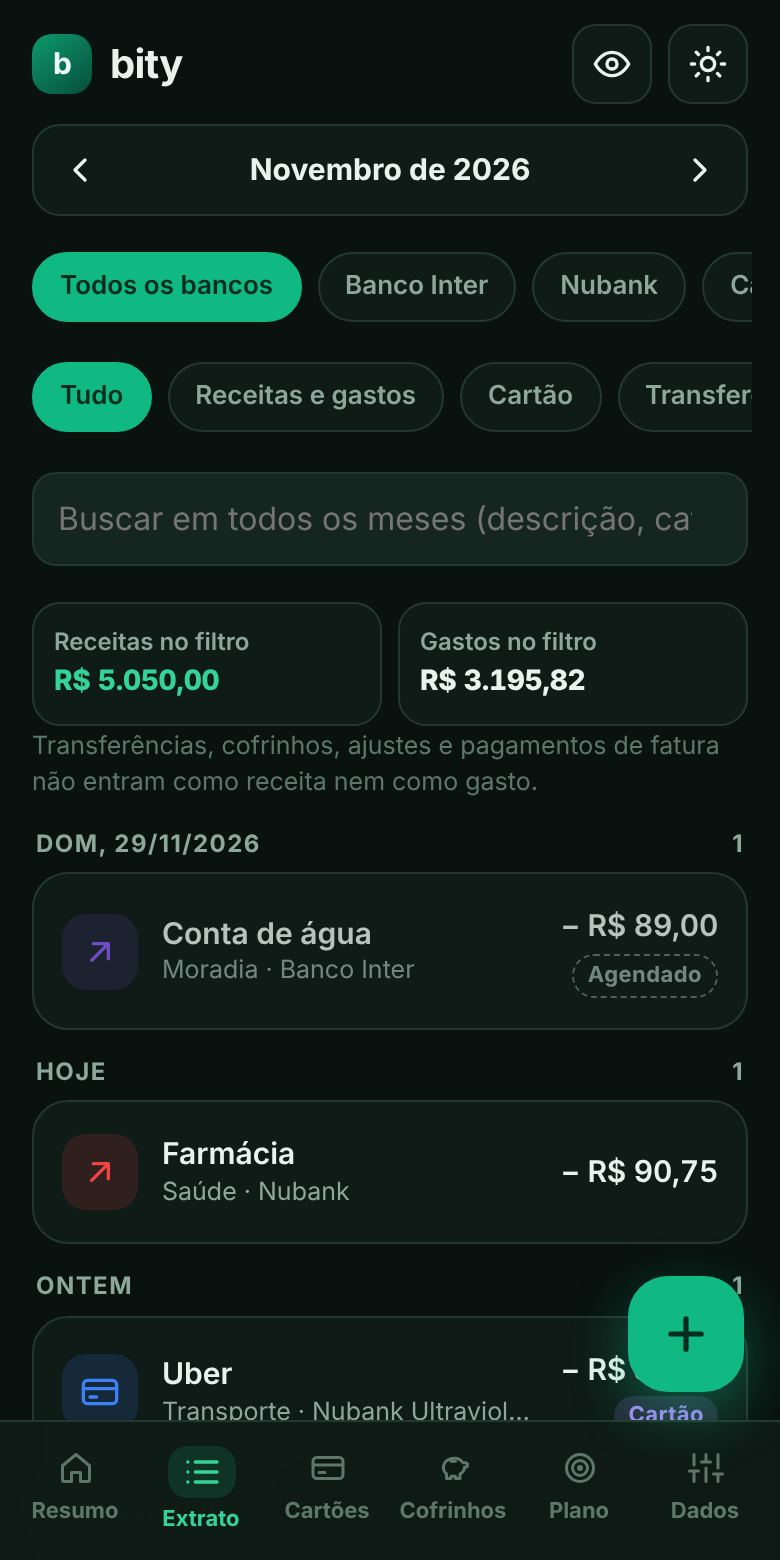 b bity
Novembro de 2026
Todos os bancos Banco Inter Nubank
Tudo Receitas e gastos Cartão
Buscar em todos os meses (descrição,
Receitas no filtro Gastos no filtro
R$ 5.050,00 R$ 3.195,82
Transferências, cofrinhos, ajustes e pagamentos de fatura
não entram como receita nem como gasto.
DOM, 29/11/2026 1
Conta de água – R$ 89,00
Moradia · Banco Inter Agendado
HOJE 1
Farmácia – R$ 90,75
Saúde · Nubank
ONTEM 1
Uber – R$
Transporte · Nubank Ultraviol... Cartão
Resumo Extrato Cartões Cofrinhos Plano Dados